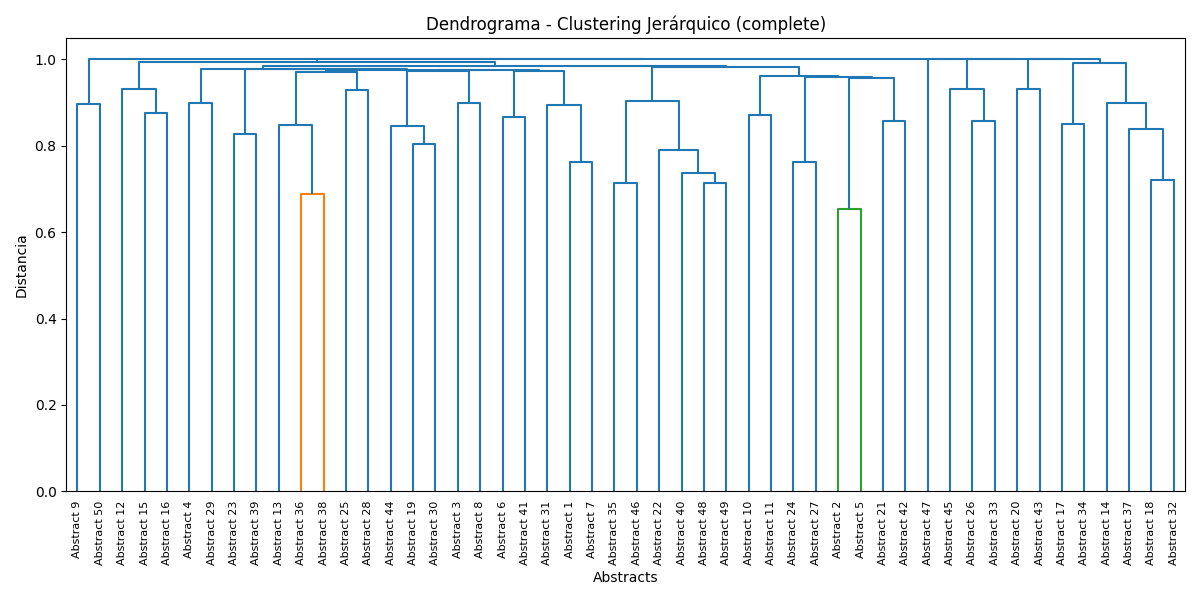 Dendrograma - Clustering Jerárquico (complete)
1.0
0.8
0.6
0.4
0.2
0.0
Distancia
Abstract 9
Abstract 50
Abstract 12
Abstract 15
Abstract 16
Abstract 4
Abstract 29
Abstract 23
Abstract 39
Abstract 13
Abstract 36
Abstract 38
Abstract 25
Abstract 28
Abstract 44
Abstract 19
Abstract 30
Abstract 3
Abstract 8
Abstract 6
Abstract 41
Abstract 31
Abstract 1
Abstract 7
Abstract 35
Abstract 46
Abstract 22
Abstract 40
Abstract 48
Abstract 49
Abstract 10
Abstract 11
Abstract 24
Abstract 27
Abstract 2
Abstract 5
Abstract 21
Abstract 42
Abstract 47
Abstract 45
Abstract 26
Abstract 33
Abstract 20
Abstract 43
Abstract 17
Abstract 34
Abstract 14
Abstract 37
Abstract 18
Abstract 32
Abstracts